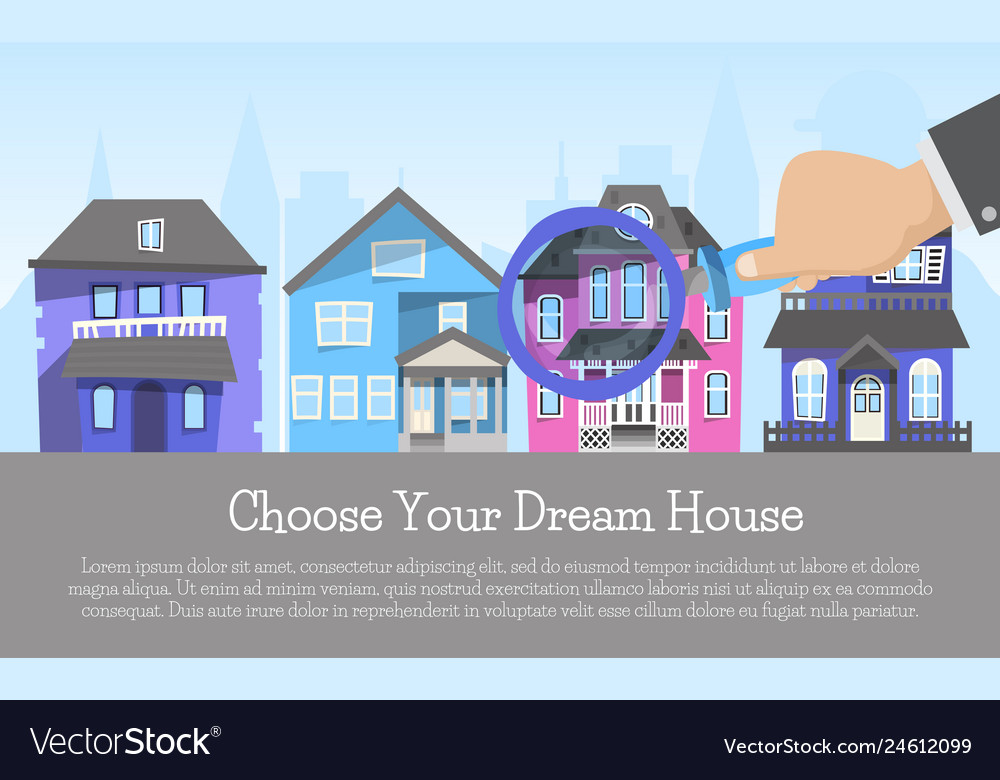 Choose Your Dream House
Lorem ipsum dolor sit amet, consectetur adipiscing elit, sed do eiusmod tempor incididunt ut labore et dolore
magna aliqua. Ut enim ad minim veniam, quis nostrud exercitation ullamco laboris nisi ut aliquip ex ea commodo
consequat. Duis aute irure dolor in reprehenderit in voluptate velit esse cillum dolore eu fugiat nulla pariatur.
VectorStock®
VectorStock.com/24612099